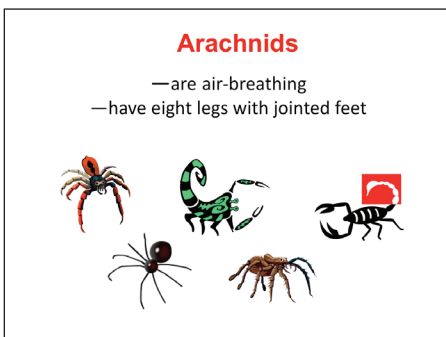 Arachnids
—are air-breathing
—have eight legs with jointed feet